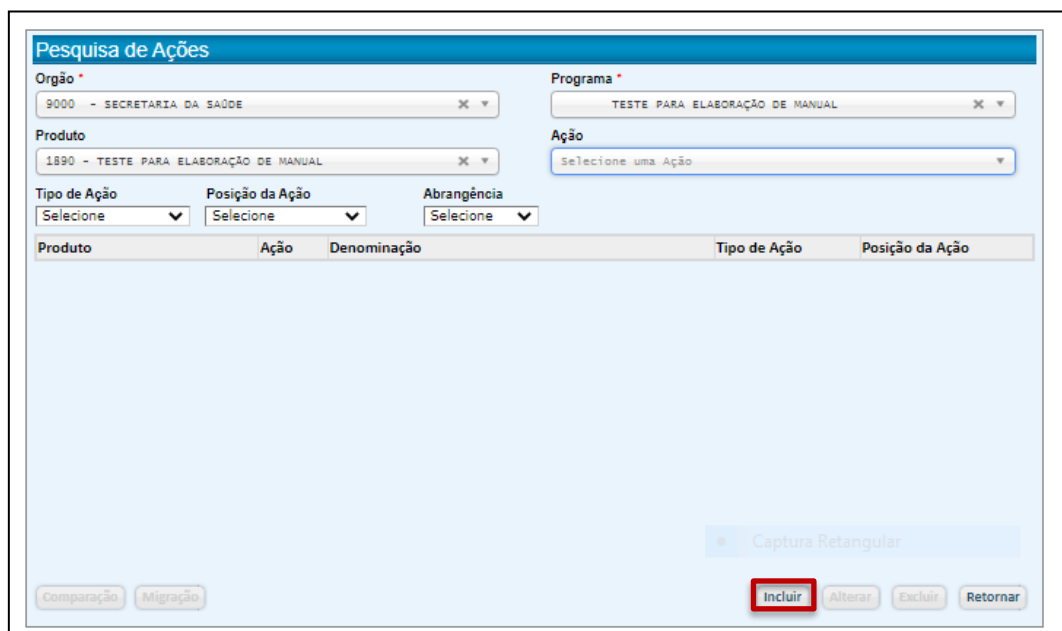 Pesquisa de Ações
Orgão * Programa *
9000 - SECRETARIA DA SAÚDE TESTE PARA ELABORAÇÃO DE MANUAL
Produto Ação
1890 - TESTE PARA ELABORAÇÃO DE MANUAL Selecione uma Ação
Tipo de Ação Posição da Ação Abrangência
Selecione Selecione Selecione
Produto Ação Denominação Tipo de Ação Posição da Ação
Captura Retangular
Comparação Migração Incluir Alterar Excluir Retornar